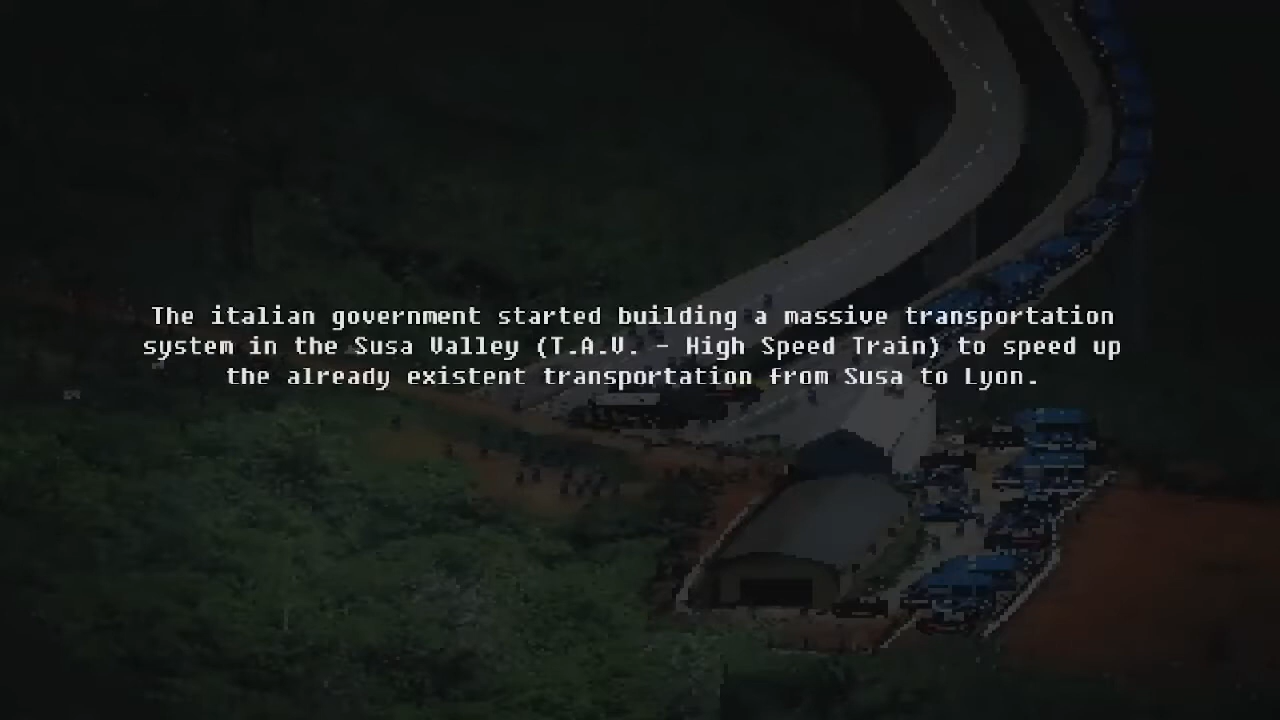 The italian government started building a massive transportation
system in the Susa Valley (T.A.V. - High Speed Train) to speed up
the already existent transportation from Susa to Lyon.